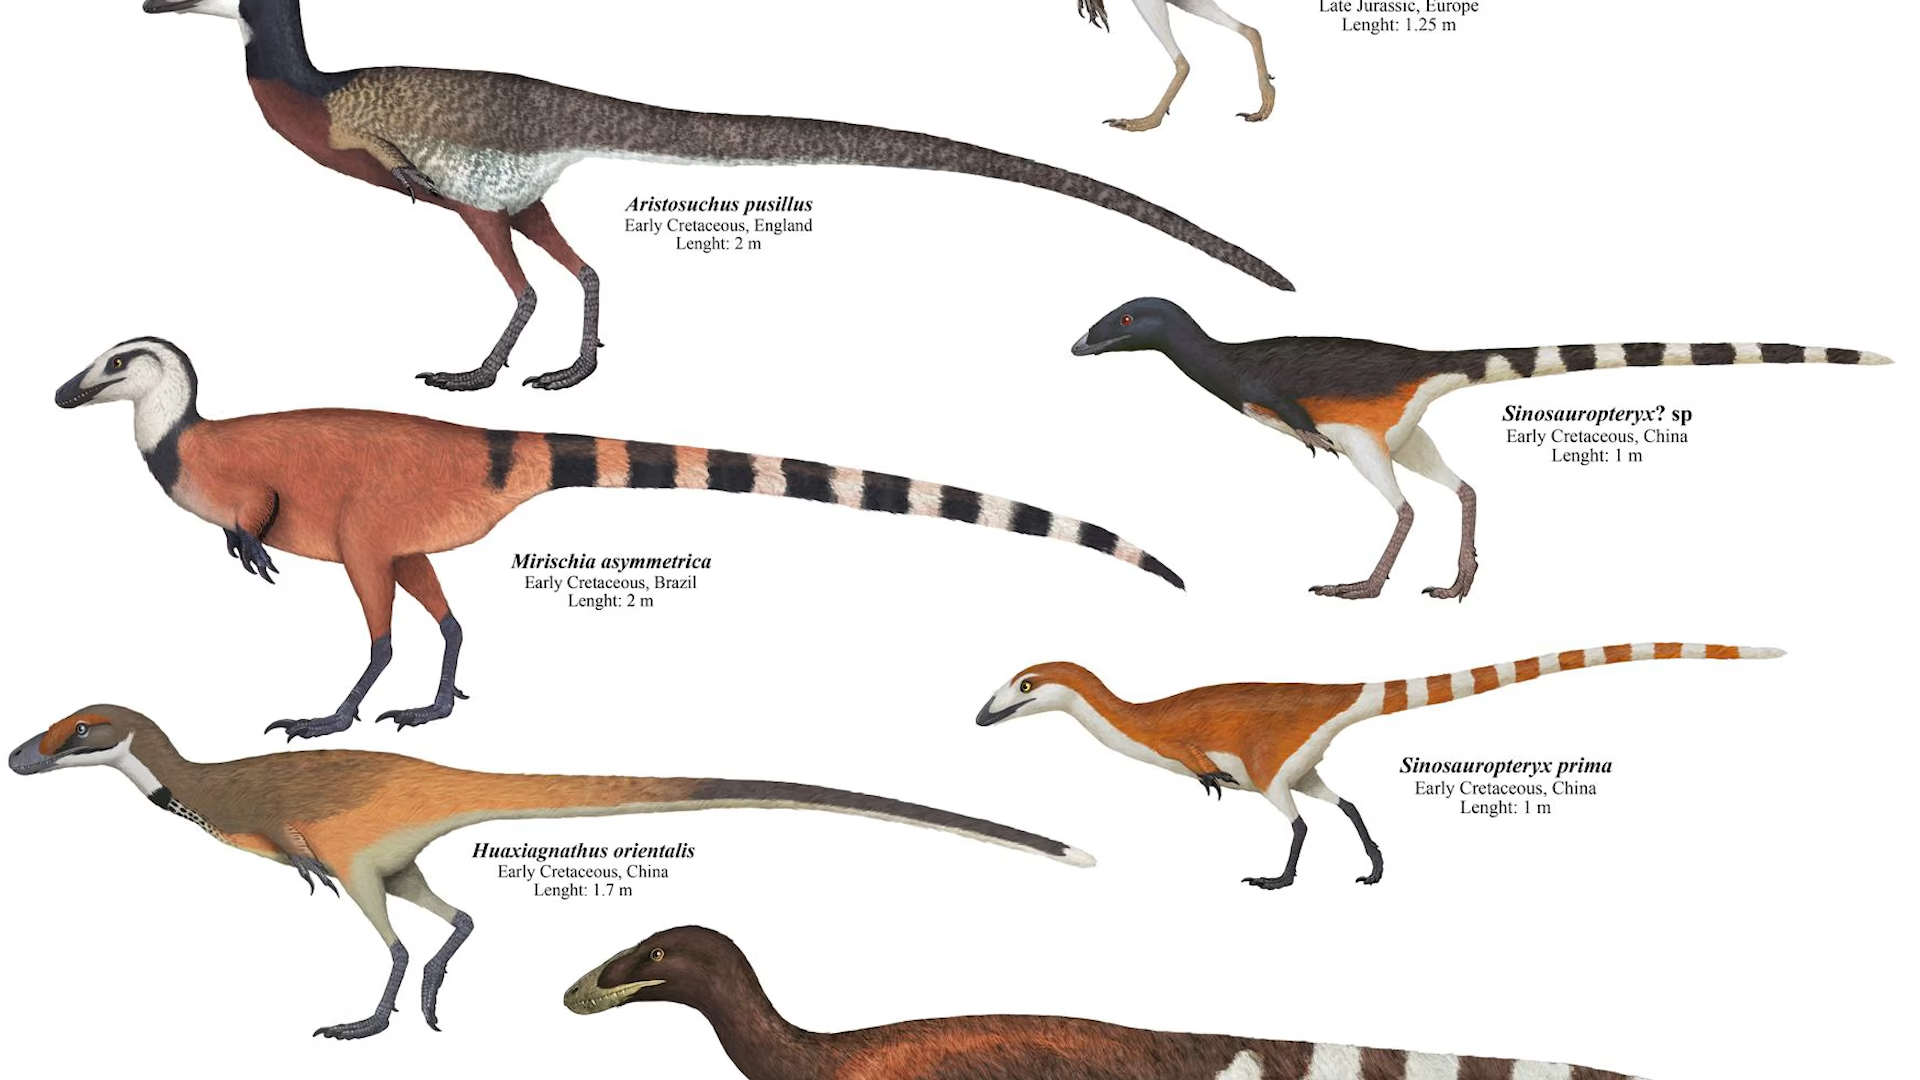 Late Jurassic, Europe
Lenght: 1.25 m
Aristosuchus pusillus
Early Cretaceous, England
Lenght: 2 m
Sinosauropteryx? sp
Early Cretaceous, China
Lenght: 1 m
Mirischia asymmetrica
Early Cretaceous, Brazil
Lenght: 2 m
Sinosauropteryx prima
Early Cretaceous, China
Lenght: 1 m
Huaxiagnathus orientalis
Early Cretaceous, China
Lenght: 1.7 m